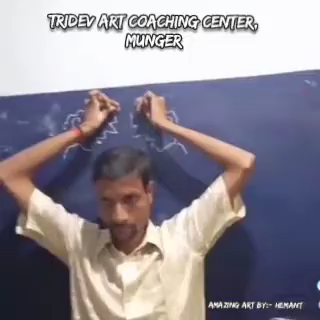 TRIDEV ART COACHING CENTER,
MUNGER
AMAZING ART BY:- HEMANT